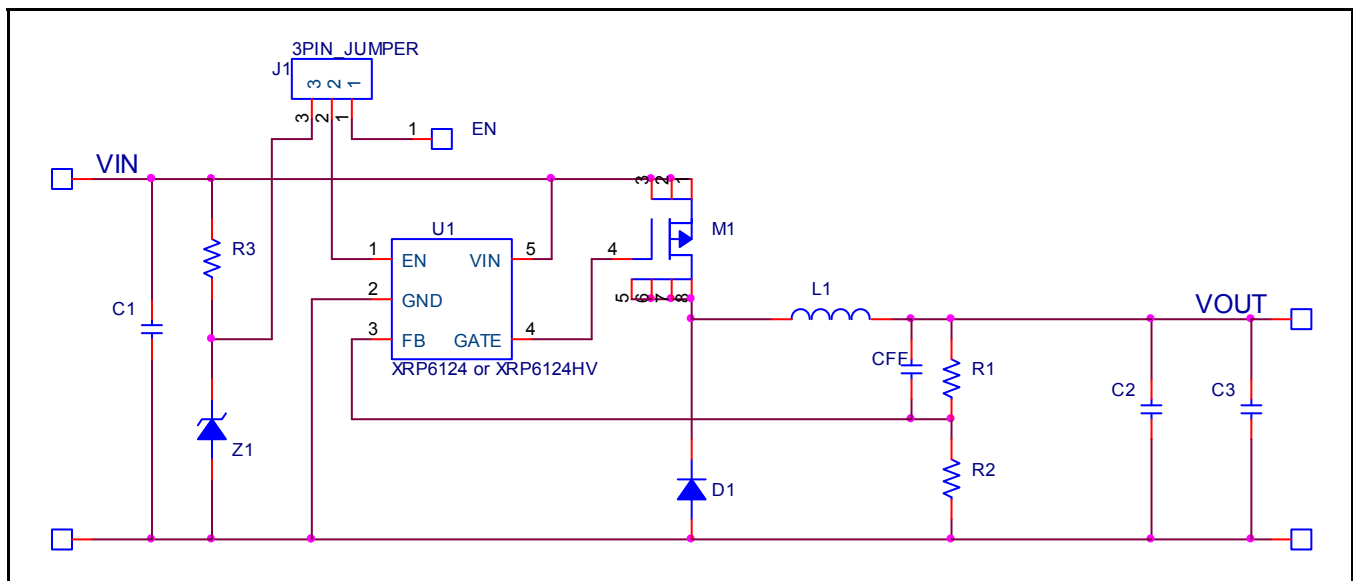 3PIN_JUMPER
J1
3 2 1
3 2 1
1 EN
VIN
3 2 1
U1
M1
R3
1 EN VIN 5
4
2 GND
5 6 7 8
L1
VOUT
C1
3 FB GATE 4
XRP6124 or XRP6124HV
CFF
R1
C2
C3
Z1
R2
D1